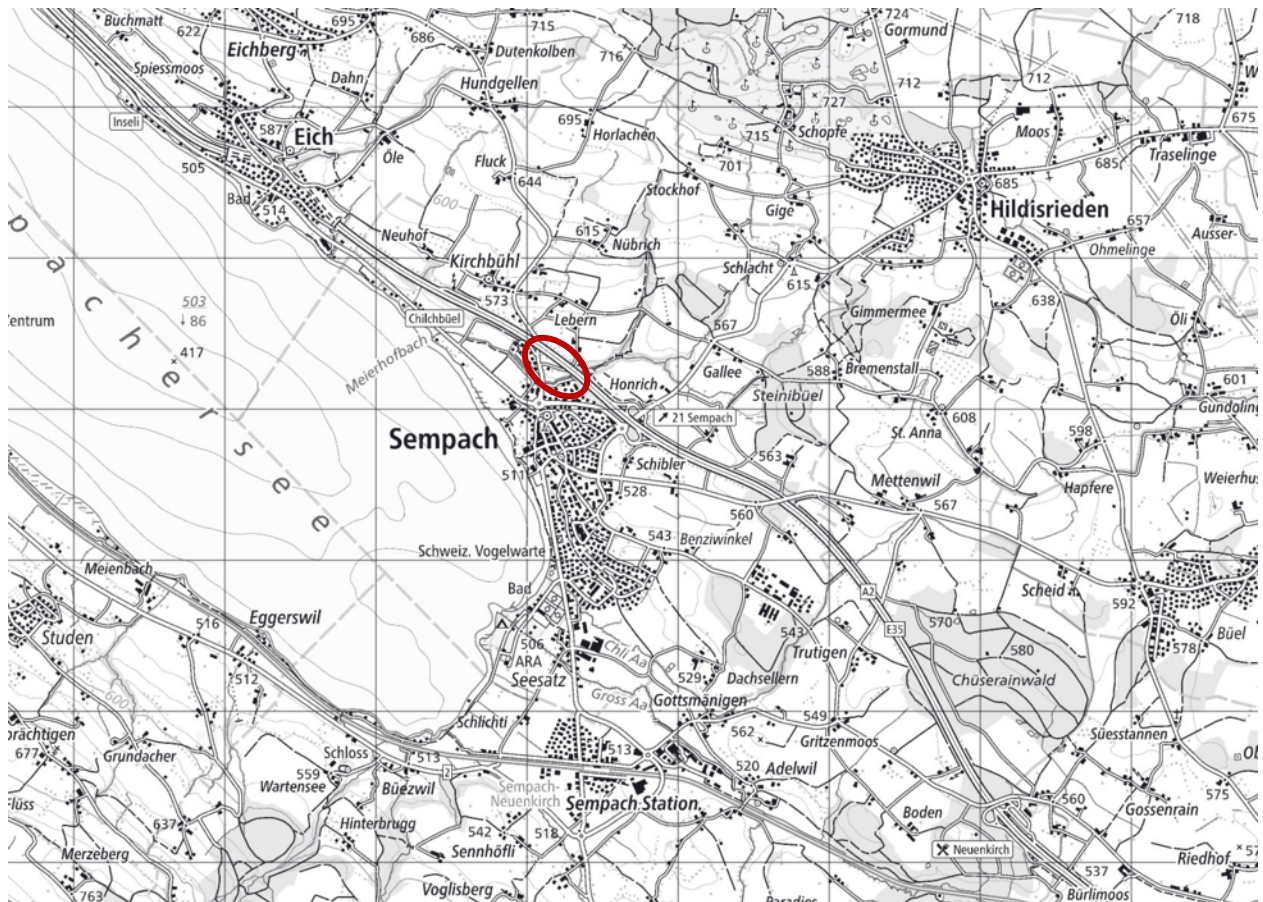 Buchmatt
622
695
686
715
Dutenkolben
716
724
Gormund
718
Eichberg
Spiessmoos
Dahn
Hundgellen
712
727
712
675
Inseli
587
Eich
Öle
695
Horlachen
715
Schopfe
Moos
685
Traselinge
505
Fluck
644
701
Stockhof
685
Bad
514
600
Gige
Hildisrieden
657
Ausser-
Neuhof
615
Nübrich
Ohmelinge
Kirchbühl
Schlacht
615
638
503
86
573
Chilchbüel
Lebern
567
Gimmermee
Öli
entrum
417
Meierhofbach
Gallee
588
Bremenstall
601
pachersee
Honrich
Steinibüel
Gundoling
21 Sempach
608
Sempach
St. Anna
598
511
Schibler
563
528
Mettenwil
Hapfere
Weierhus
560
567
543
Benziwinkel
Schweiz. Vogelwarte
Meienbach
Bad
A2
Scheid
592
Eggerswil
516
E35
570
Studen
506
ARA
543
580
Büel
578
512
Seesatz
Chli Aa
Trutigen
529
Dachsellern
Chüserainwald
600
Gross Aa
Gottsmänigen
Schlichti
549
prächtigen
562
Gritzenmoos
Süesstannen
677
Grundacher
Schloss
513
513
Ob
559
Wartensee
2
520
Adelwil
Büezwil
Sempach-
Neuenkirch
Sempach Station
560
575
Gossenrain
Boden
637
Hinterbrugg
542
518
Sennhöfli
Neuenkirch
Merzeberg
537
Riedhof
763
Voglisberg
Paradies
Bürlimoos